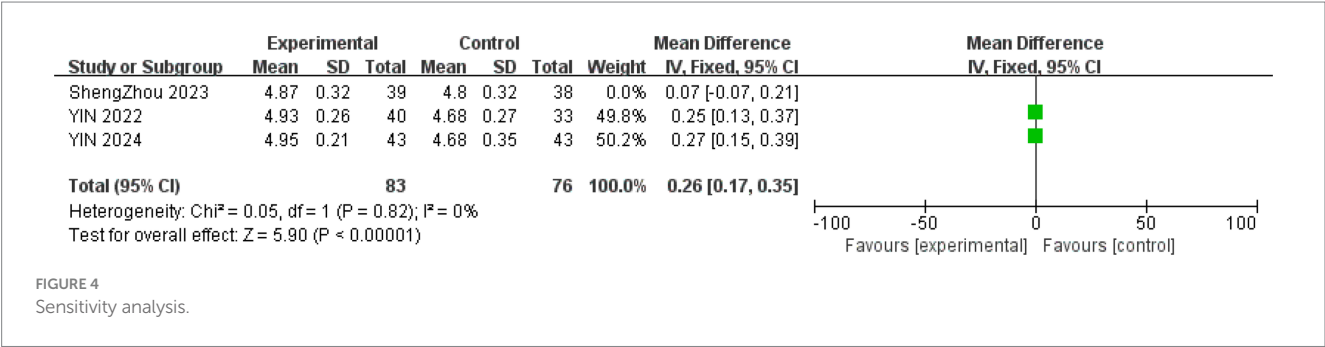 Experimental Control Mean Difference Mean Difference
Study or Subgroup Mean SD Total Mean SD Total Weight IV, Fixed, 95% CI IV, Fixed, 95% CI
ShengZhou 2023 4.87 0.32 39 4.8 0.32 38 0.0% 0.07 [-0.07, 0.21]
YIN 2022 4.93 0.26 40 4.68 0.27 33 49.8% 0.25 [0.13, 0.37]
YIN 2024 4.95 0.21 43 4.68 0.35 43 50.2% 0.27 [0.15, 0.39]
Total (95% CI) 83 76 100.0% 0.26 [0.17, 0.35]
Heterogeneity: Chi² = 0.05, df = 1 (P = 0.82); I² = 0%
Test for overall effect: Z = 5.90 (P < 0.00001)
-100 -50 0 50 100
Favours [experimental] Favours [control]
FIGURE 4
Sensitivity analysis.